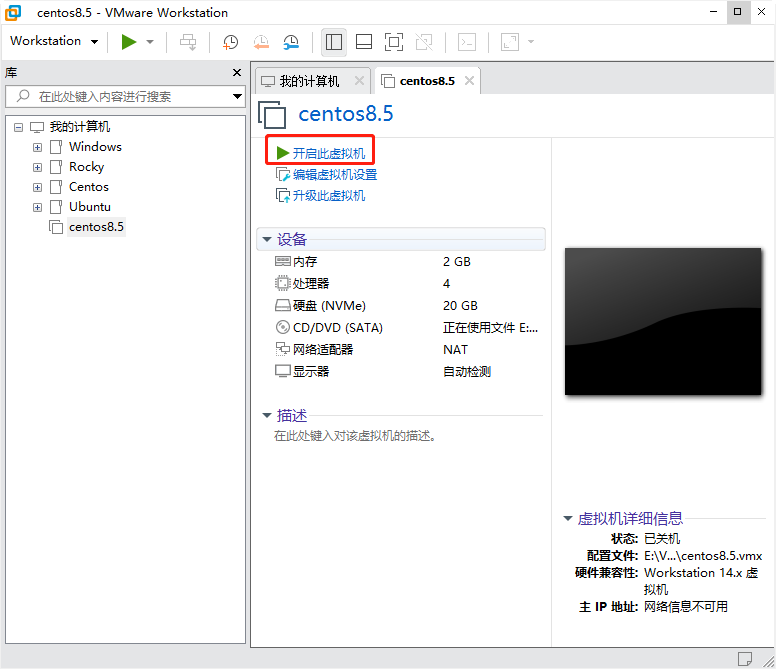 centos8.5 - VMware Workstation
Workstation
库
在此处键入内容进行搜索
我的计算机
Windows
Rocky
Centos
Ubuntu
centos8.5
我的计算机
centos8.5
centos8.5
开启此虚拟机
编辑虚拟机设置
升级此虚拟机
设备
内存 2 GB
处理器 4
硬盘 (NVMe) 20 GB
CD/DVD (SATA) 正在使用文件 E:...
网络适配器 NAT
显示器 自动检测
描述
在此处键入对该虚拟机的描述。
虚拟机详细信息
状态: 已关机
配置文件: E:\V...\centos8.5.vmx
硬件兼容性: Workstation 14.x 虚
拟机
主 IP 地址: 网络信息不可用